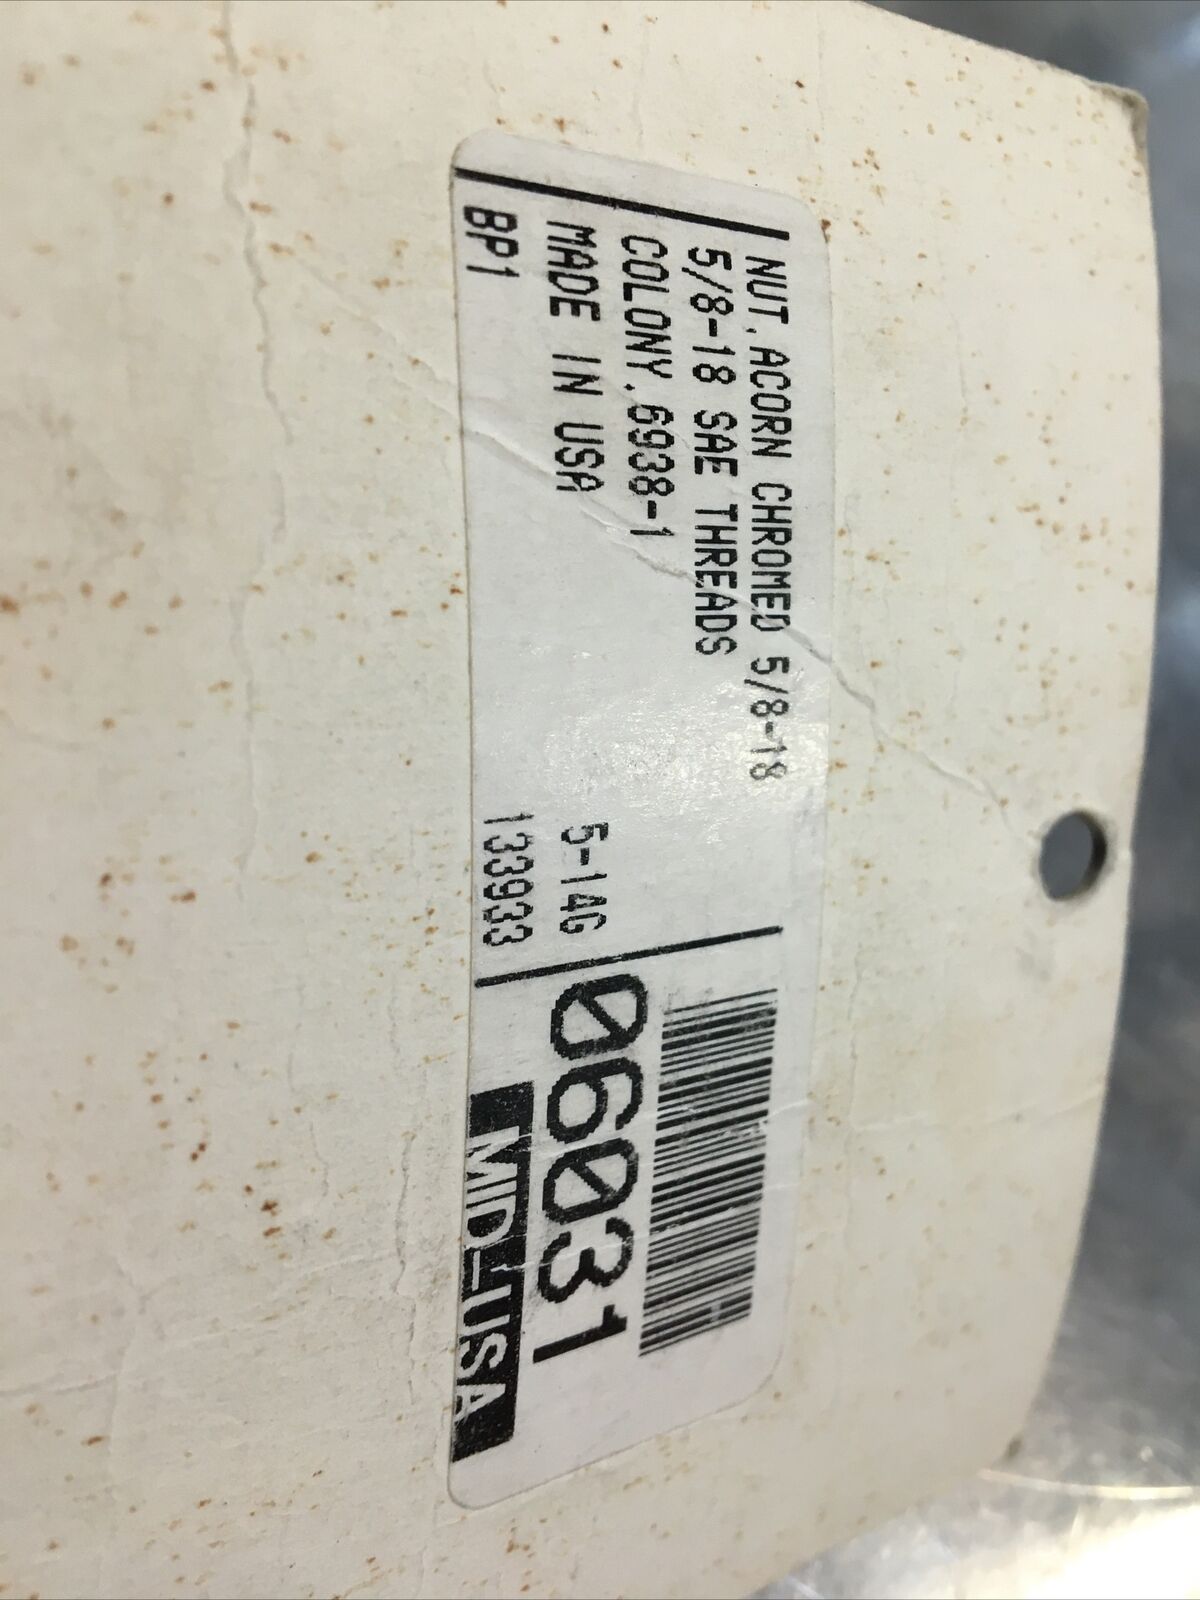 NUT, ACORN CHROMED 5/8-18
5/8-18 SAE THREADS
COLONY.6938-1
MADE IN USA
BP1
5-14G
133933
06031
MID-USA